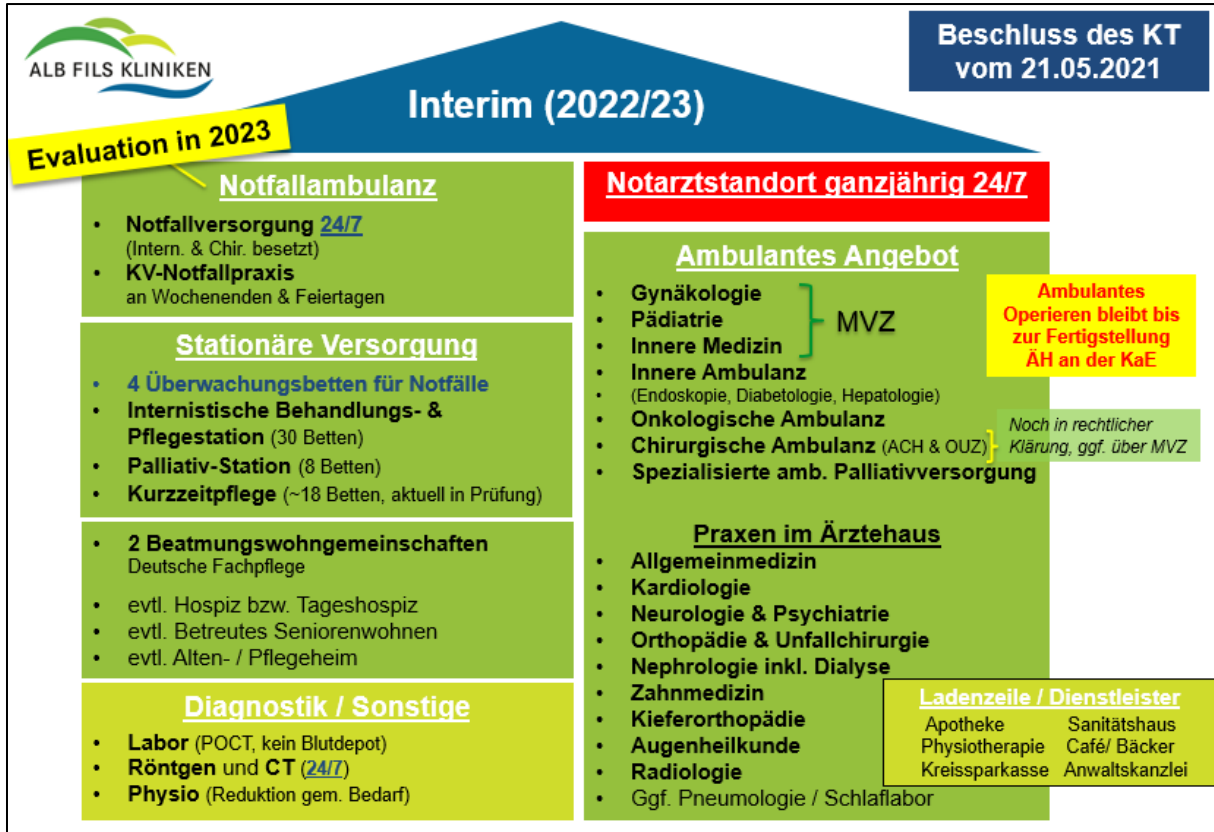 ALB FILS KLINIKEN
Beschluss des KT
vom 21.05.2021
Interim (2022/23)
Evaluation in 2023
Notfallambulanz
• Notfallversorgung 24/7
(Intern. & Chir. besetzt)
• KV-Notfallpraxis
an Wochenenden & Feiertagen
Stationäre Versorgung
• 4 Überwachungsbetten für Notfälle
• Internistische Behandlungs- &
Pflegestation (30 Betten)
• Palliativ-Station (8 Betten)
• Kurzzeitpflege (~18 Betten, aktuell in Prüfung)
• 2 Beatmungswohngemeinschaften
Deutsche Fachpflege
• evtl. Hospiz bzw. Tageshospiz
• evtl. Betreutes Seniorenwohnen
• evtl. Alten- / Pflegeheim
Diagnostik / Sonstige
• Labor (POCT, kein Blutdepot)
• Röntgen und CT (24/7)
• Physio (Reduktion gem. Bedarf)
Notarztstandort ganzjährig 24/7
Ambulantes Angebot
• Gynäkologie
• Pädiatrie
• Innere Medizin
MVZ
• Innere Ambulanz
• (Endoskopie, Diabetologie, Hepatologie)
• Onkologische Ambulanz
• Chirurgische Ambulanz (ACH & OUZ)
• Spezialisierte amb. Palliativversorgung
Ambulantes
Operieren bleibt bis
zur Fertigstellung
ÄH an der KaE
Noch in rechtlicher
Klärung, ggf. über MVZ
Praxen im Ärztehaus
• Allgemeinmedizin
• Kardiologie
• Neurologie & Psychiatrie
• Orthopädie & Unfallchirurgie
• Nephrologie inkl. Dialyse
• Zahnmedizin
• Kieferorthopädie
• Augenheilkunde
• Radiologie
• Ggf. Pneumologie / Schlaflabor
Ladenzeile / Dienstleister
Apotheke Sanitätshaus
Physiotherapie Café/ Bäcker
Kreissparkasse Anwaltskanzlei